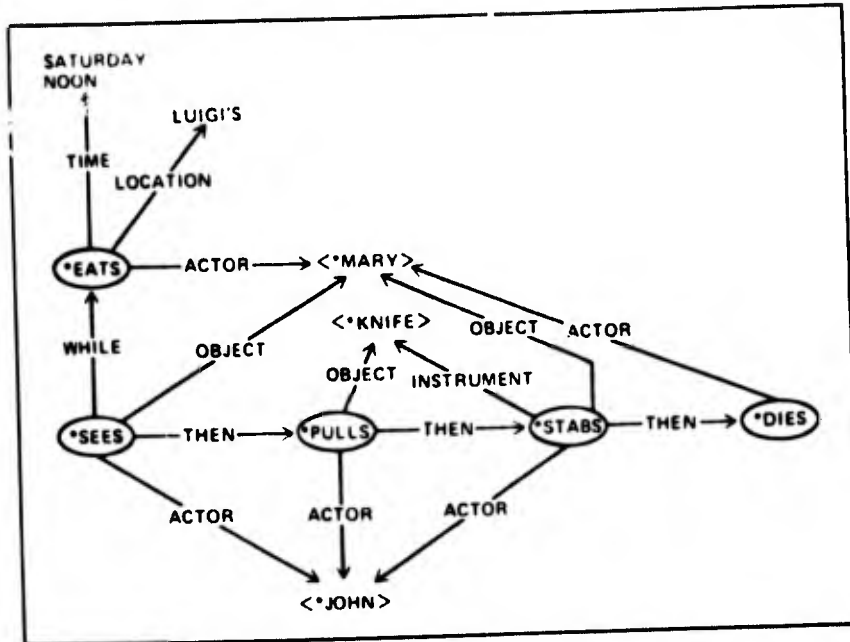 SATURDAY
NOON
LUIGI'S
TIME
LOCATION
*EATS
ACTOR
<*MARY>
<*KNIFE>
WHILE
OBJECT
OBJECT
ACTOR
OBJECT
INSTRUMENT
*SEES
THEN
*PULLS
THEN
*STABS
THEN
*DIES
ACTOR
ACTOR
ACTOR
<*JOHN>